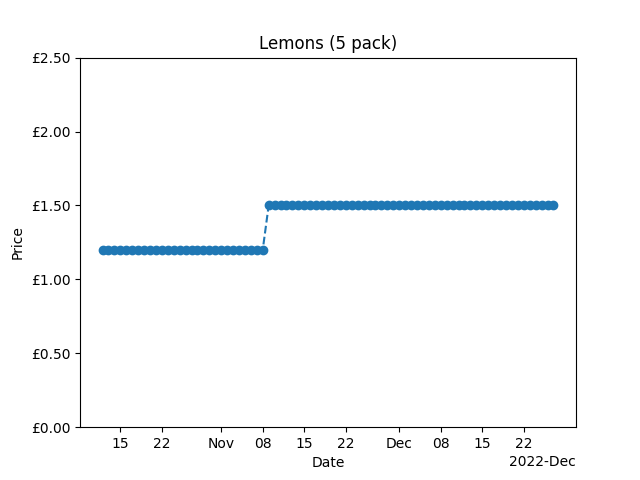 Lemons (5 pack)
£2.50
£2.00
£1.50
£1.00
£0.50
£0.00
Price
15 22 Nov 08 15 22 Dec 08 15 22
Date
2022-Dec